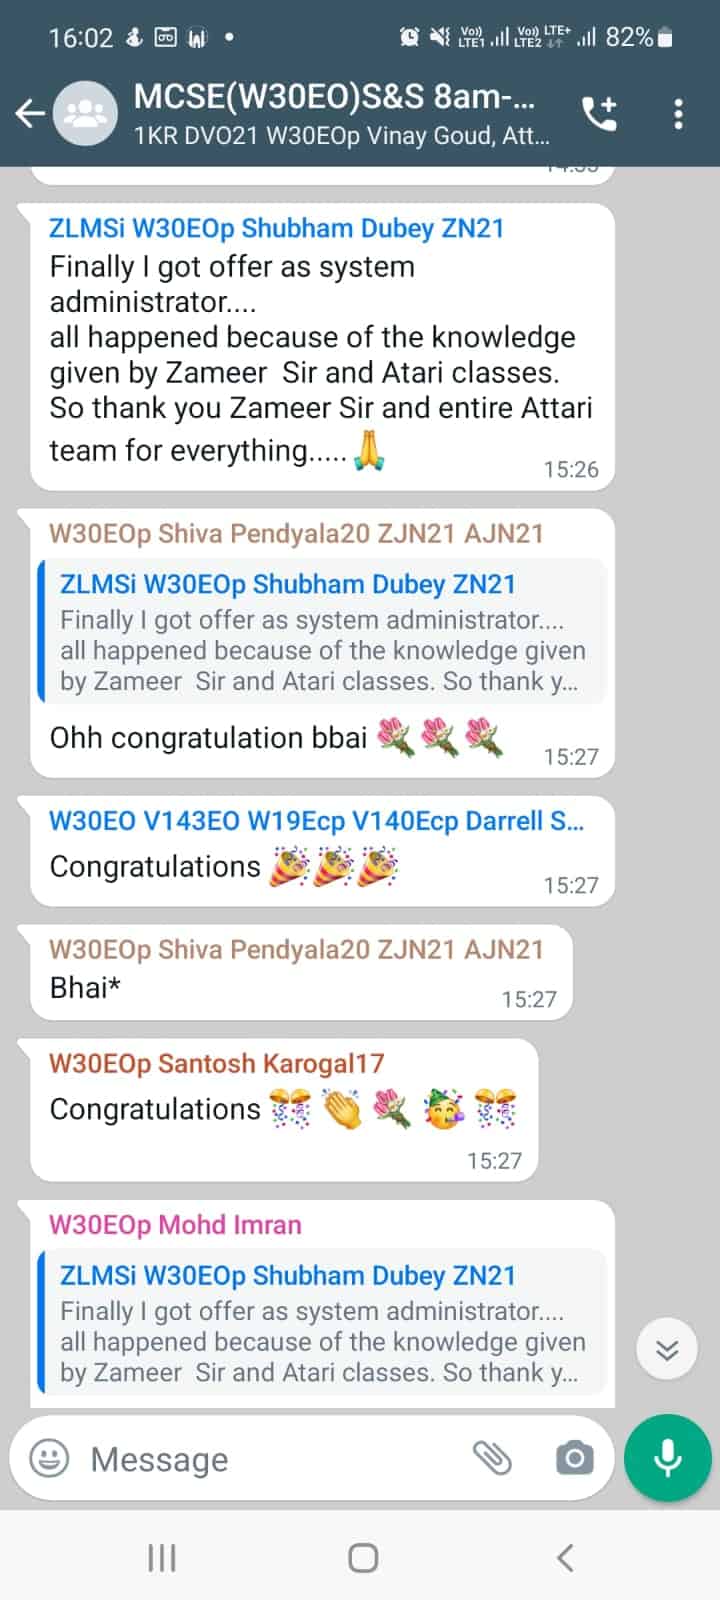 16:02 Vo)) LTE1 Vo)) LTE2 LTE+ 82%
MCSE(W30EO)S&S 8am-...
1KR DVO21 W30EOp Vinay Goud, Att...
ZLMSi W30EOp Shubham Dubey ZN21
Finally I got offer as system
administrator....
all happened because of the knowledge
given by Zameer  Sir and Atari classes.
So thank you Zameer Sir and entire Attari
team for everything.....🙏
15:26
W30EOp Shiva Pendyala20 ZJN21 AJN21
ZLMSi W30EOp Shubham Dubey ZN21
Finally I got offer as system administrator....
all happened because of the knowledge given
by Zameer  Sir and Atari classes. So thank y...
Ohh congratulation bbai 💐💐💐
15:27
W30EO V143EO W19Ecp V140Ecp Darrell S...
Congratulations 🎉🎉🎉
15:27
W30EOp Shiva Pendyala20 ZJN21 AJN21
Bhai*
15:27
W30EOp Santosh Karogal17
Congratulations 🎊👏💐🥳🎊
15:27
W30EOp Mohd Imran
ZLMSi W30EOp Shubham Dubey ZN21
Finally I got offer as system administrator....
all happened because of the knowledge given
by Zameer  Sir and Atari classes. So thank y...
Message